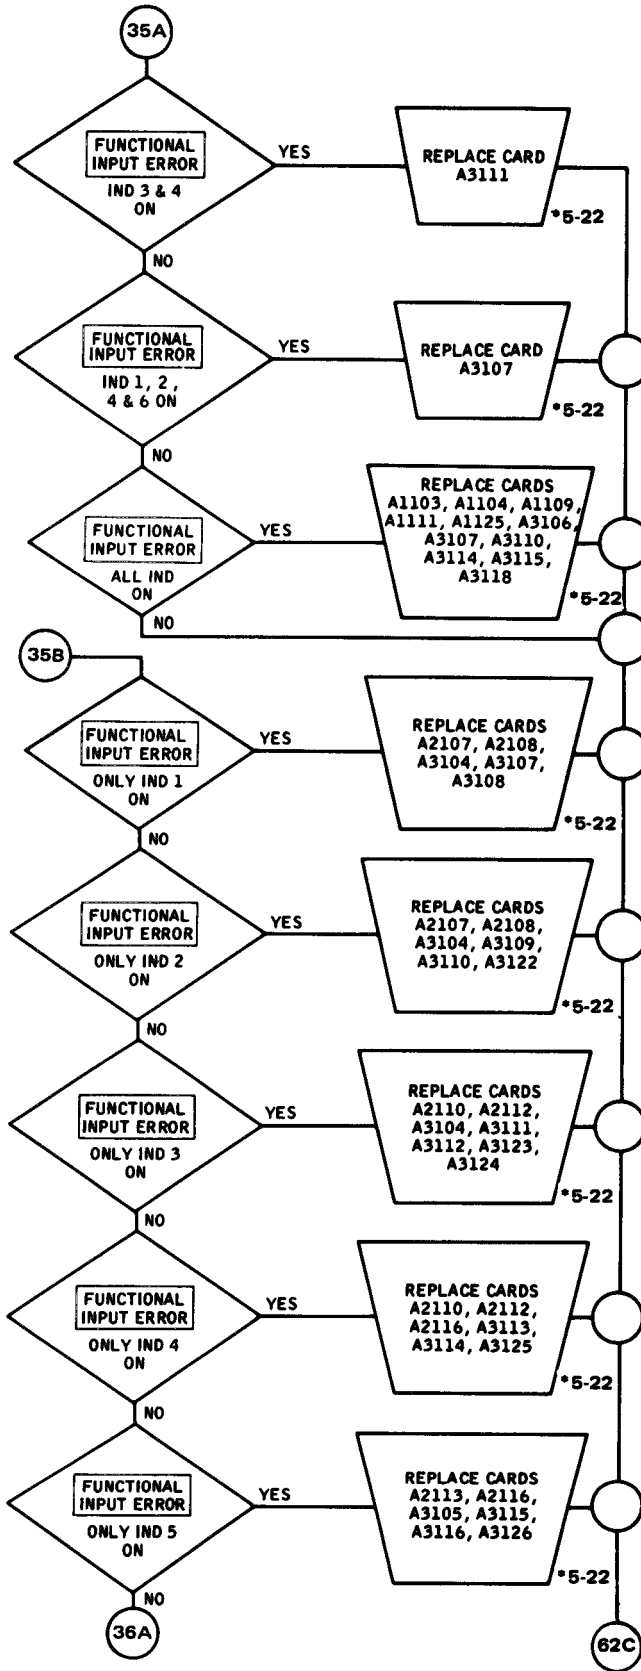 35A
FUNCTIONAL
INPUT ERROR
IND 3 & 4
ON
YES
REPLACE CARD
A3111
*5-22
NO
FUNCTIONAL
INPUT ERROR
IND 1, 2,
4 & 6 ON
YES
REPLACE CARD
A3107
*5-22
NO
FUNCTIONAL
INPUT ERROR
ALL IND
ON
YES
REPLACE CARDS
A1103, A1104, A1109,
A1111, A1125, A3106,
A3107, A3110,
A3114, A3115,
A3118
*5-22
NO
35B
FUNCTIONAL
INPUT ERROR
ONLY IND 1
ON
YES
REPLACE CARDS
A2107, A2108,
A3104, A3107,
A3108
*5-22
NO
FUNCTIONAL
INPUT ERROR
ONLY IND 2
ON
YES
REPLACE CARDS
A2107, A2108,
A3104, A3109,
A3110, A3122
*5-22
NO
FUNCTIONAL
INPUT ERROR
ONLY IND 3
ON
YES
REPLACE CARDS
A2110, A2112,
A3104, A3111,
A3112, A3123,
A3124
*5-22
NO
FUNCTIONAL
INPUT ERROR
ONLY IND 4
ON
YES
REPLACE CARDS
A2110, A2112,
A2116, A3113,
A3114, A3125
*5-22
NO
FUNCTIONAL
INPUT ERROR
ONLY IND 5
ON
YES
REPLACE CARDS
A2113, A2116,
A3105, A3115,
A3116, A3126
*5-22
NO
36A
62C